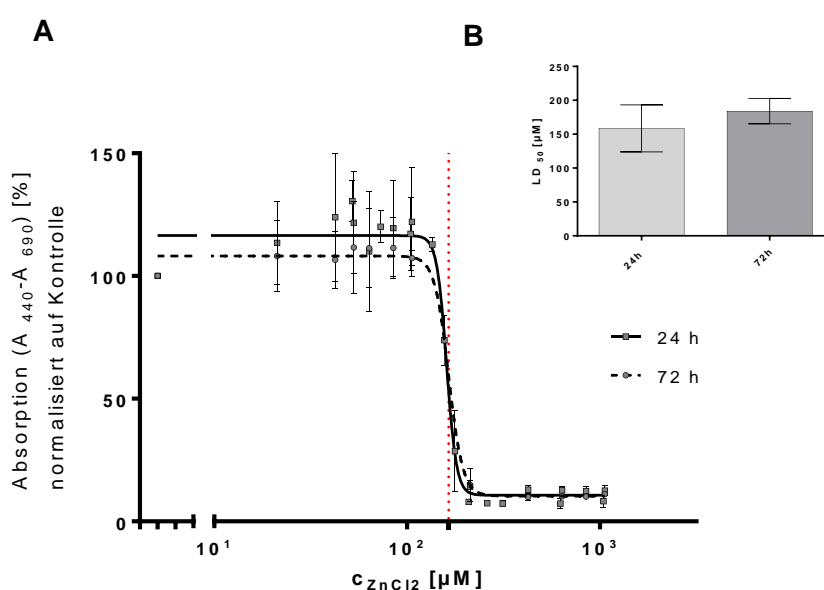 A
B
250
200
150
100
50
0
LD 50 [µM]
24h
72h
150
100
50
0
Absorption (A 440-A 690) [%]
normalisiert auf Kontrolle
24 h
72 h
10 1
10 2
10 3
c ZnCl2 [µM]